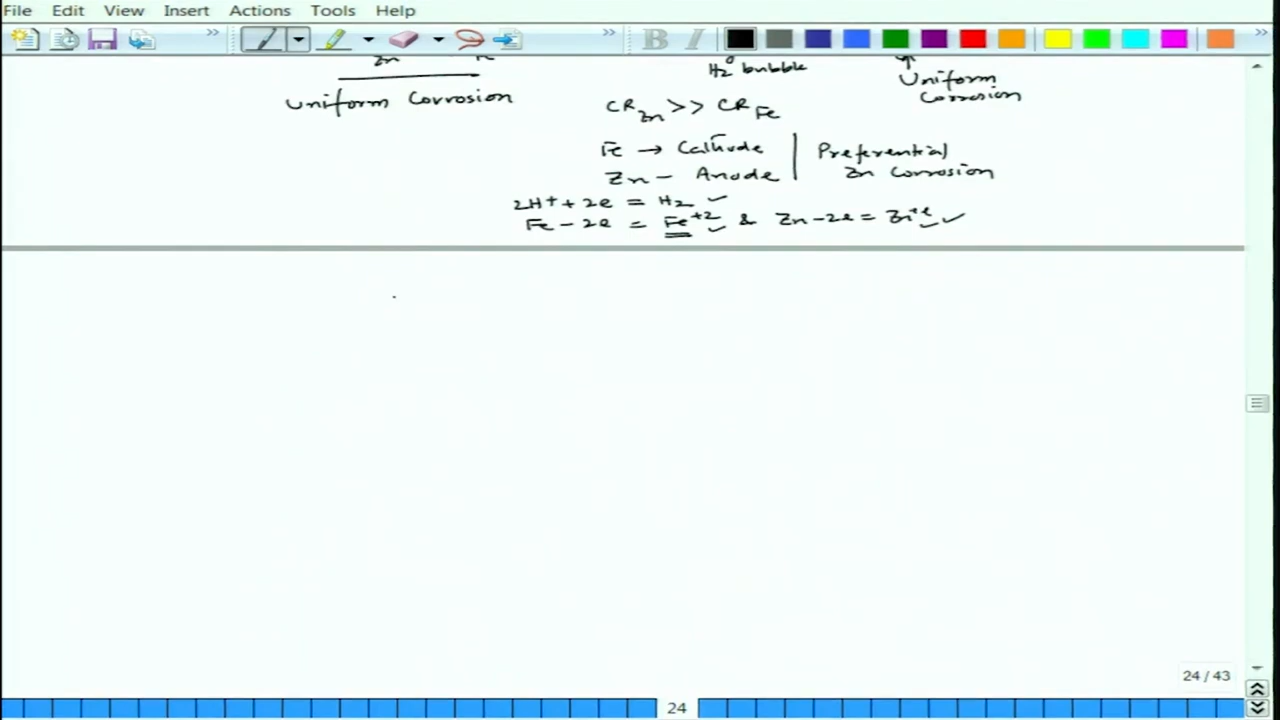 File Edit View Insert Actions Tools Help
B I
Zn
H2 bubble
Uniform Corrosion
Uniform
Corrosion
CRZn >> CRFe
Fe → Cathode
Zn - Anode
Preferential
Zn Corrosion
2H+ + 2e = H2
Fe - 2e = Fe+2 & Zn - 2e = Zn+2
24 / 43
24